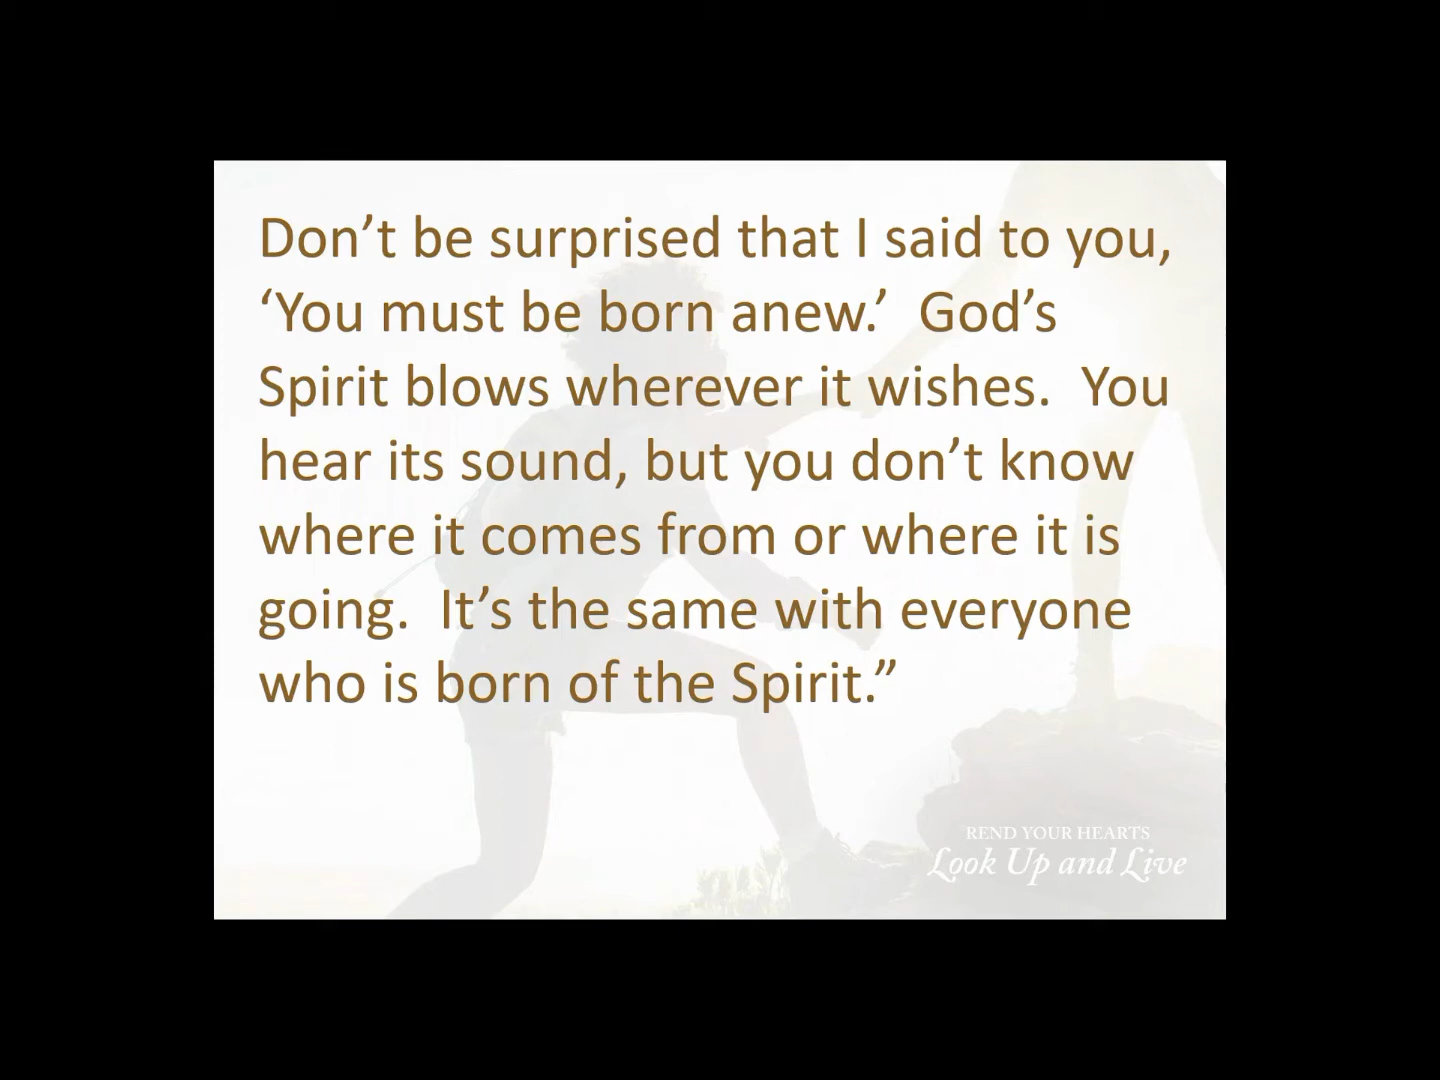 Don’t be surprised that I said to you,
‘You must be born anew.’  God’s
Spirit blows wherever it wishes.  You
hear its sound, but you don’t know
where it comes from or where it is
going.  It’s the same with everyone
who is born of the Spirit.”
REND YOUR HEARTS
Look Up and Live